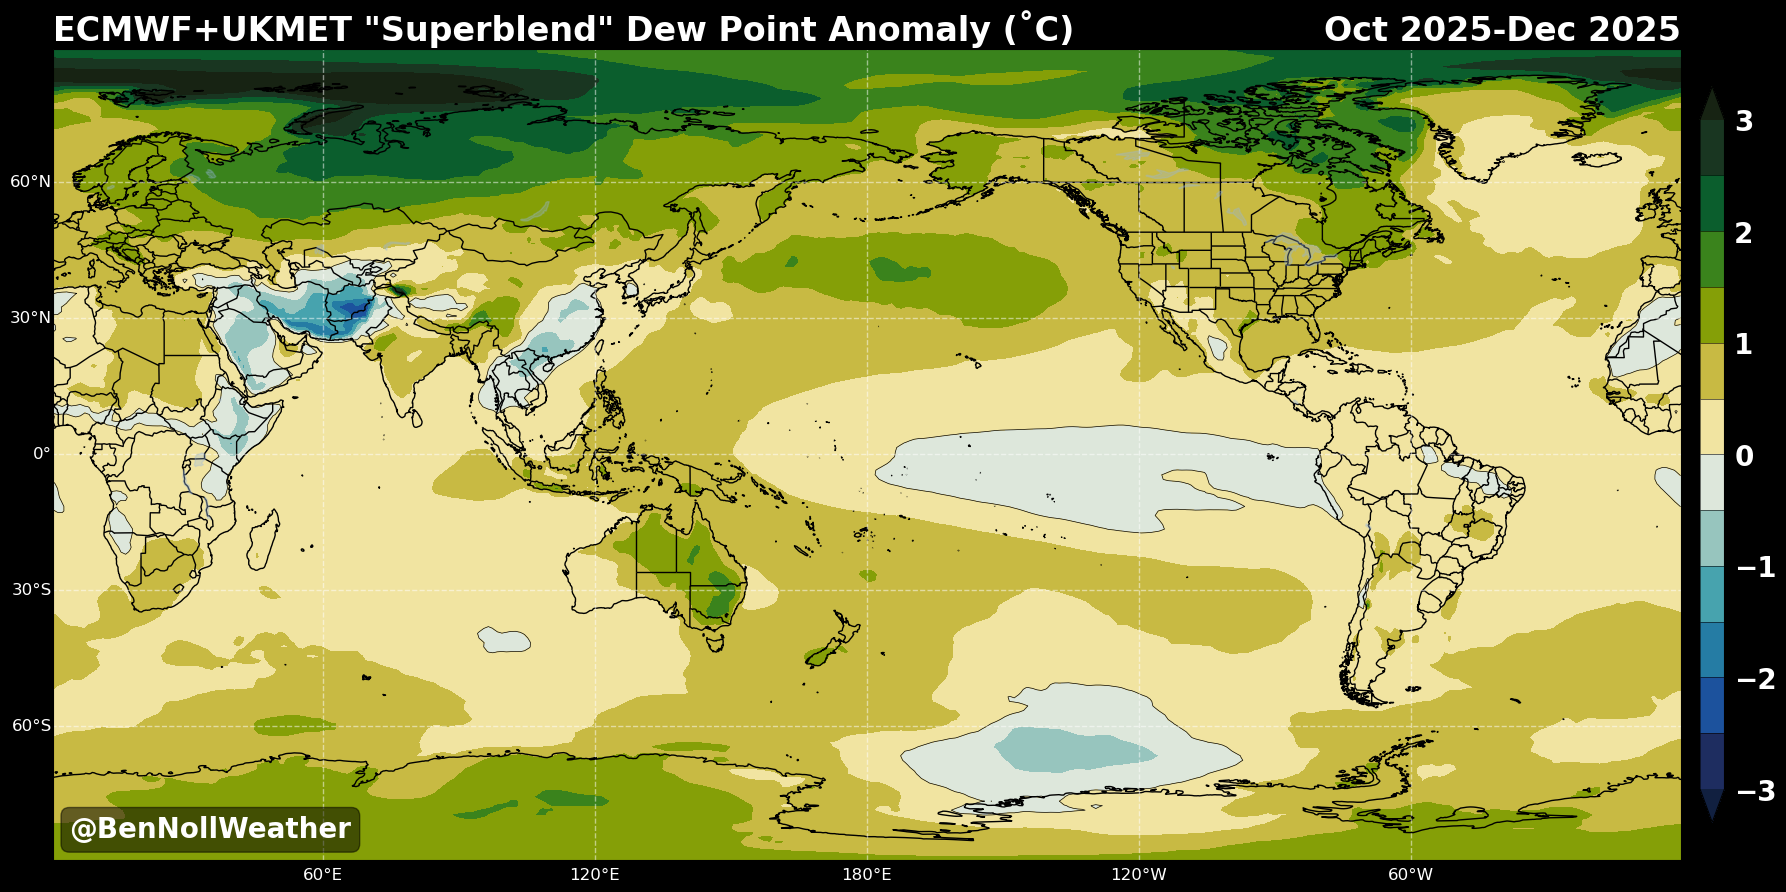 ECMWF+UKMET "Superblend" Dew Point Anomaly (˚C) Oct 2025-Dec 2025
3
60°N
2
1
30°N
0°
0
−1
30°S
−2
60°S
−3
@BenNollWeather
60°E 120°E 180°E 120°W 60°W